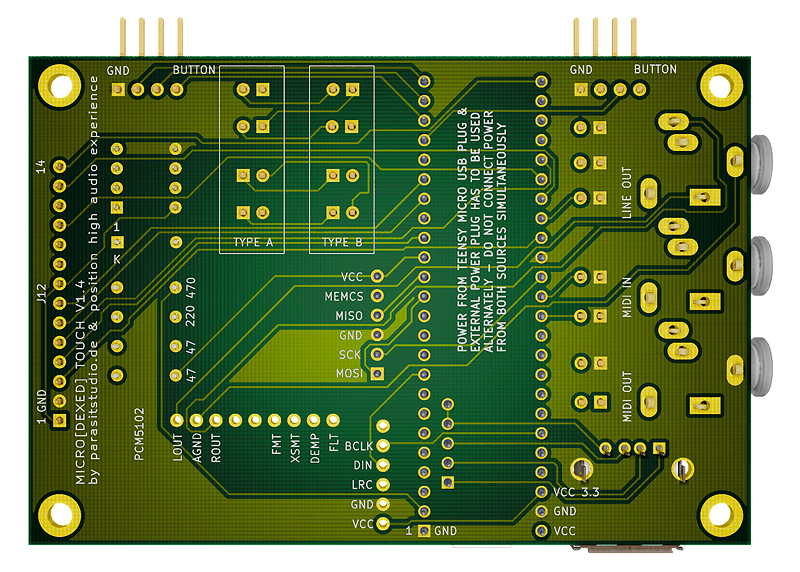 GND
BUTTON
GND
BUTTON
14
J12
1 GND
MICRO[DEXED] TOUCH V1.4
by parasitstudio.de & position high audio experience
1
K
470
220
47
47
PCM5102
TYPE A
TYPE B
VCC
MEMCS
MISO
GND
SCK
MOSI
POWER FROM TEENSY MICRO USB PLUG &
EXTERNAL POWER PLUG HAS TO BE USED
ALTERNATELY - DO NOT CONNECT POWER
FROM BOTH SOURCES SIMULTANEOUSLY
LINE OUT
MIDI IN
MIDI OUT
LOUT
AGND
ROUT
FMT
XSMT
DEMP
FLT
BCLK
DIN
LRC
GND
VCC
1 GND
VCC 3.3
GND
VCC